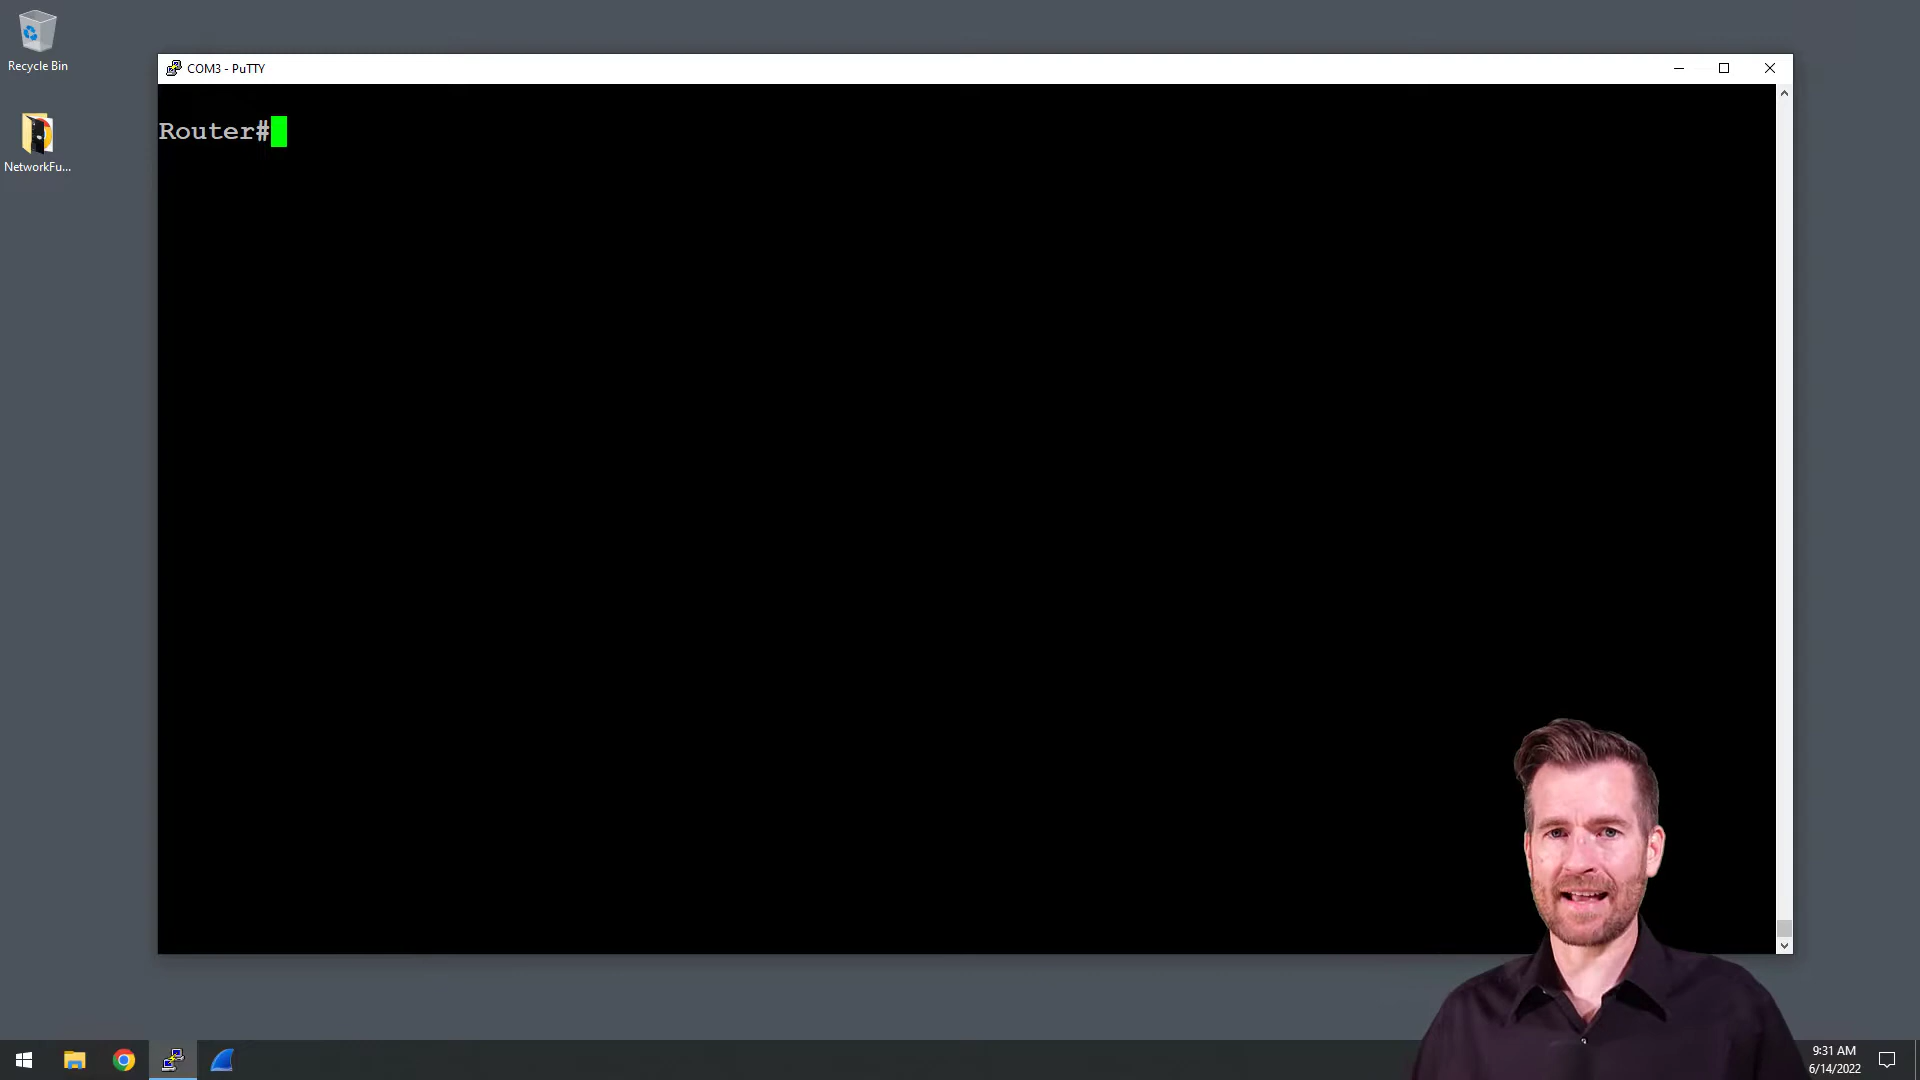 Recycle Bin
NetworkFu...
COM3 - PuTTY
Router#
9:31 AM
6/14/2022